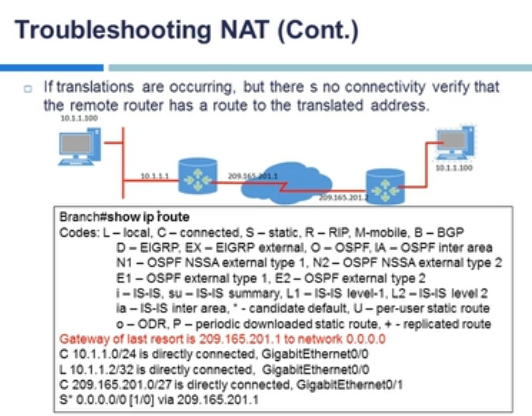 Troubleshooting NAT (Cont.)
If translations are occurring, but there s no connectivity verify that
the remote router has a route to the translated address.
10.1.1.100
10.1.1.1
209.165.201.1
209.165.201.2
10.1.1.100
Branch#show ip route
Codes: L – local, C – connected, S – static, R – RIP, M-mobile, B – BGP
D – EIGRP, EX – EIGRP external, O – OSPF, IA – OSPF inter area
N1 – OSPF NSSA external type 1, N2 – OSPF NSSA external type 2
E1 – OSPF external type 1, E2 – OSPF external type 2
i – IS-IS, su – IS-IS summary, L1 – IS-IS level-1, L2 – IS-IS level 2
ia – IS-IS inter area, * - candidate default, U – per-user static route
o – ODR, P – periodic downloaded static route, + - replicated route
Gateway of last resort is 209.165.201.1 to network 0.0.0.0
C 10.1.1.0/24 is directly connected, GigabitEthernet0/0
L 10.1.1.2/32 is directly connected, GigabitEthernet0/0
C 209.165.201.0/27 is directly connected, GigabitEthernet0/1
S* 0.0.0.0/0 [1/0] via 209.165.201.1